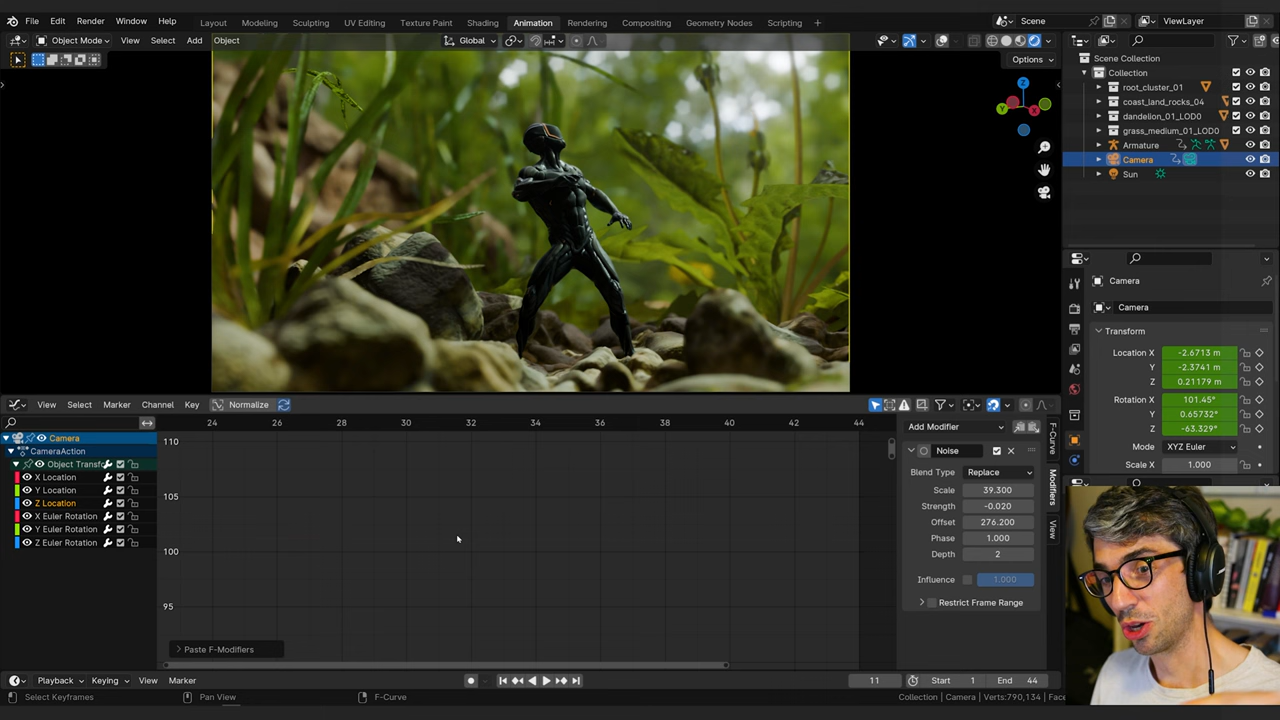 File Edit Render Window Help Layout Modeling Sculpting UV Editing Texture Paint Shading Animation Rendering Compositing Geometry Nodes Scripting + Scene ViewLayer
Object Mode View Select Add Object Global
Options
Scene Collection
Collection
root_cluster_01
coast_land_rocks_04
dandelion_01_LOD0
grass_medium_01_LOD0
Armature
Camera
Sun
Z
Y
X
Camera
Camera
Transform
Location X -2.6713 m
Y -2.3741 m
Z 0.21179 m
Rotation X 101.45°
Y 0.65732°
Z -63.329°
Mode XYZ Euler
Scale X 1.000
View Select Marker Channel Key Normalize
24 26 28 30 32 34 36 38 40 42 44
Camera
CameraAction
Object Transfo
X Location
Y Location
Z Location
X Euler Rotation
Y Euler Rotation
Z Euler Rotation
110
105
100
95
Paste F-Modifiers
Add Modifier
Noise
Blend Type Replace
Scale 39.300
Strength -0.020
Offset 276.200
Phase 1.000
Depth 2
Influence 1.000
Restrict Frame Range
F-Curve
Modifiers
View
Playback Keying View Marker 11 Start 1 End 44
Select Keyframes Pan View F-Curve Collection | Camera | Verts:790,134 | Face